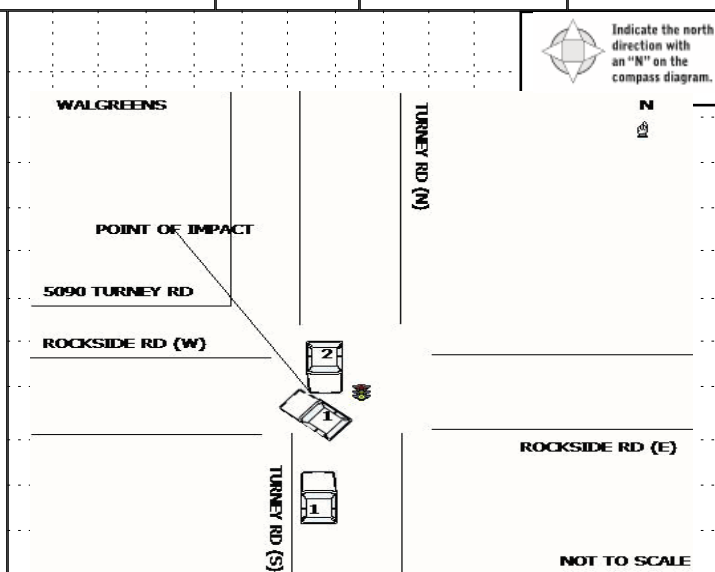 Indicate the north
direction with
an "N" on the
compass diagram.
WALGREENS
N
TURNEY RD (N)
POINT OF IMPACT
5090 TURNEY RD
ROCKSIDE RD (W)
2
1
ROCKSIDE RD (E)
TURNEY RD (S)
1
NOT TO SCALE